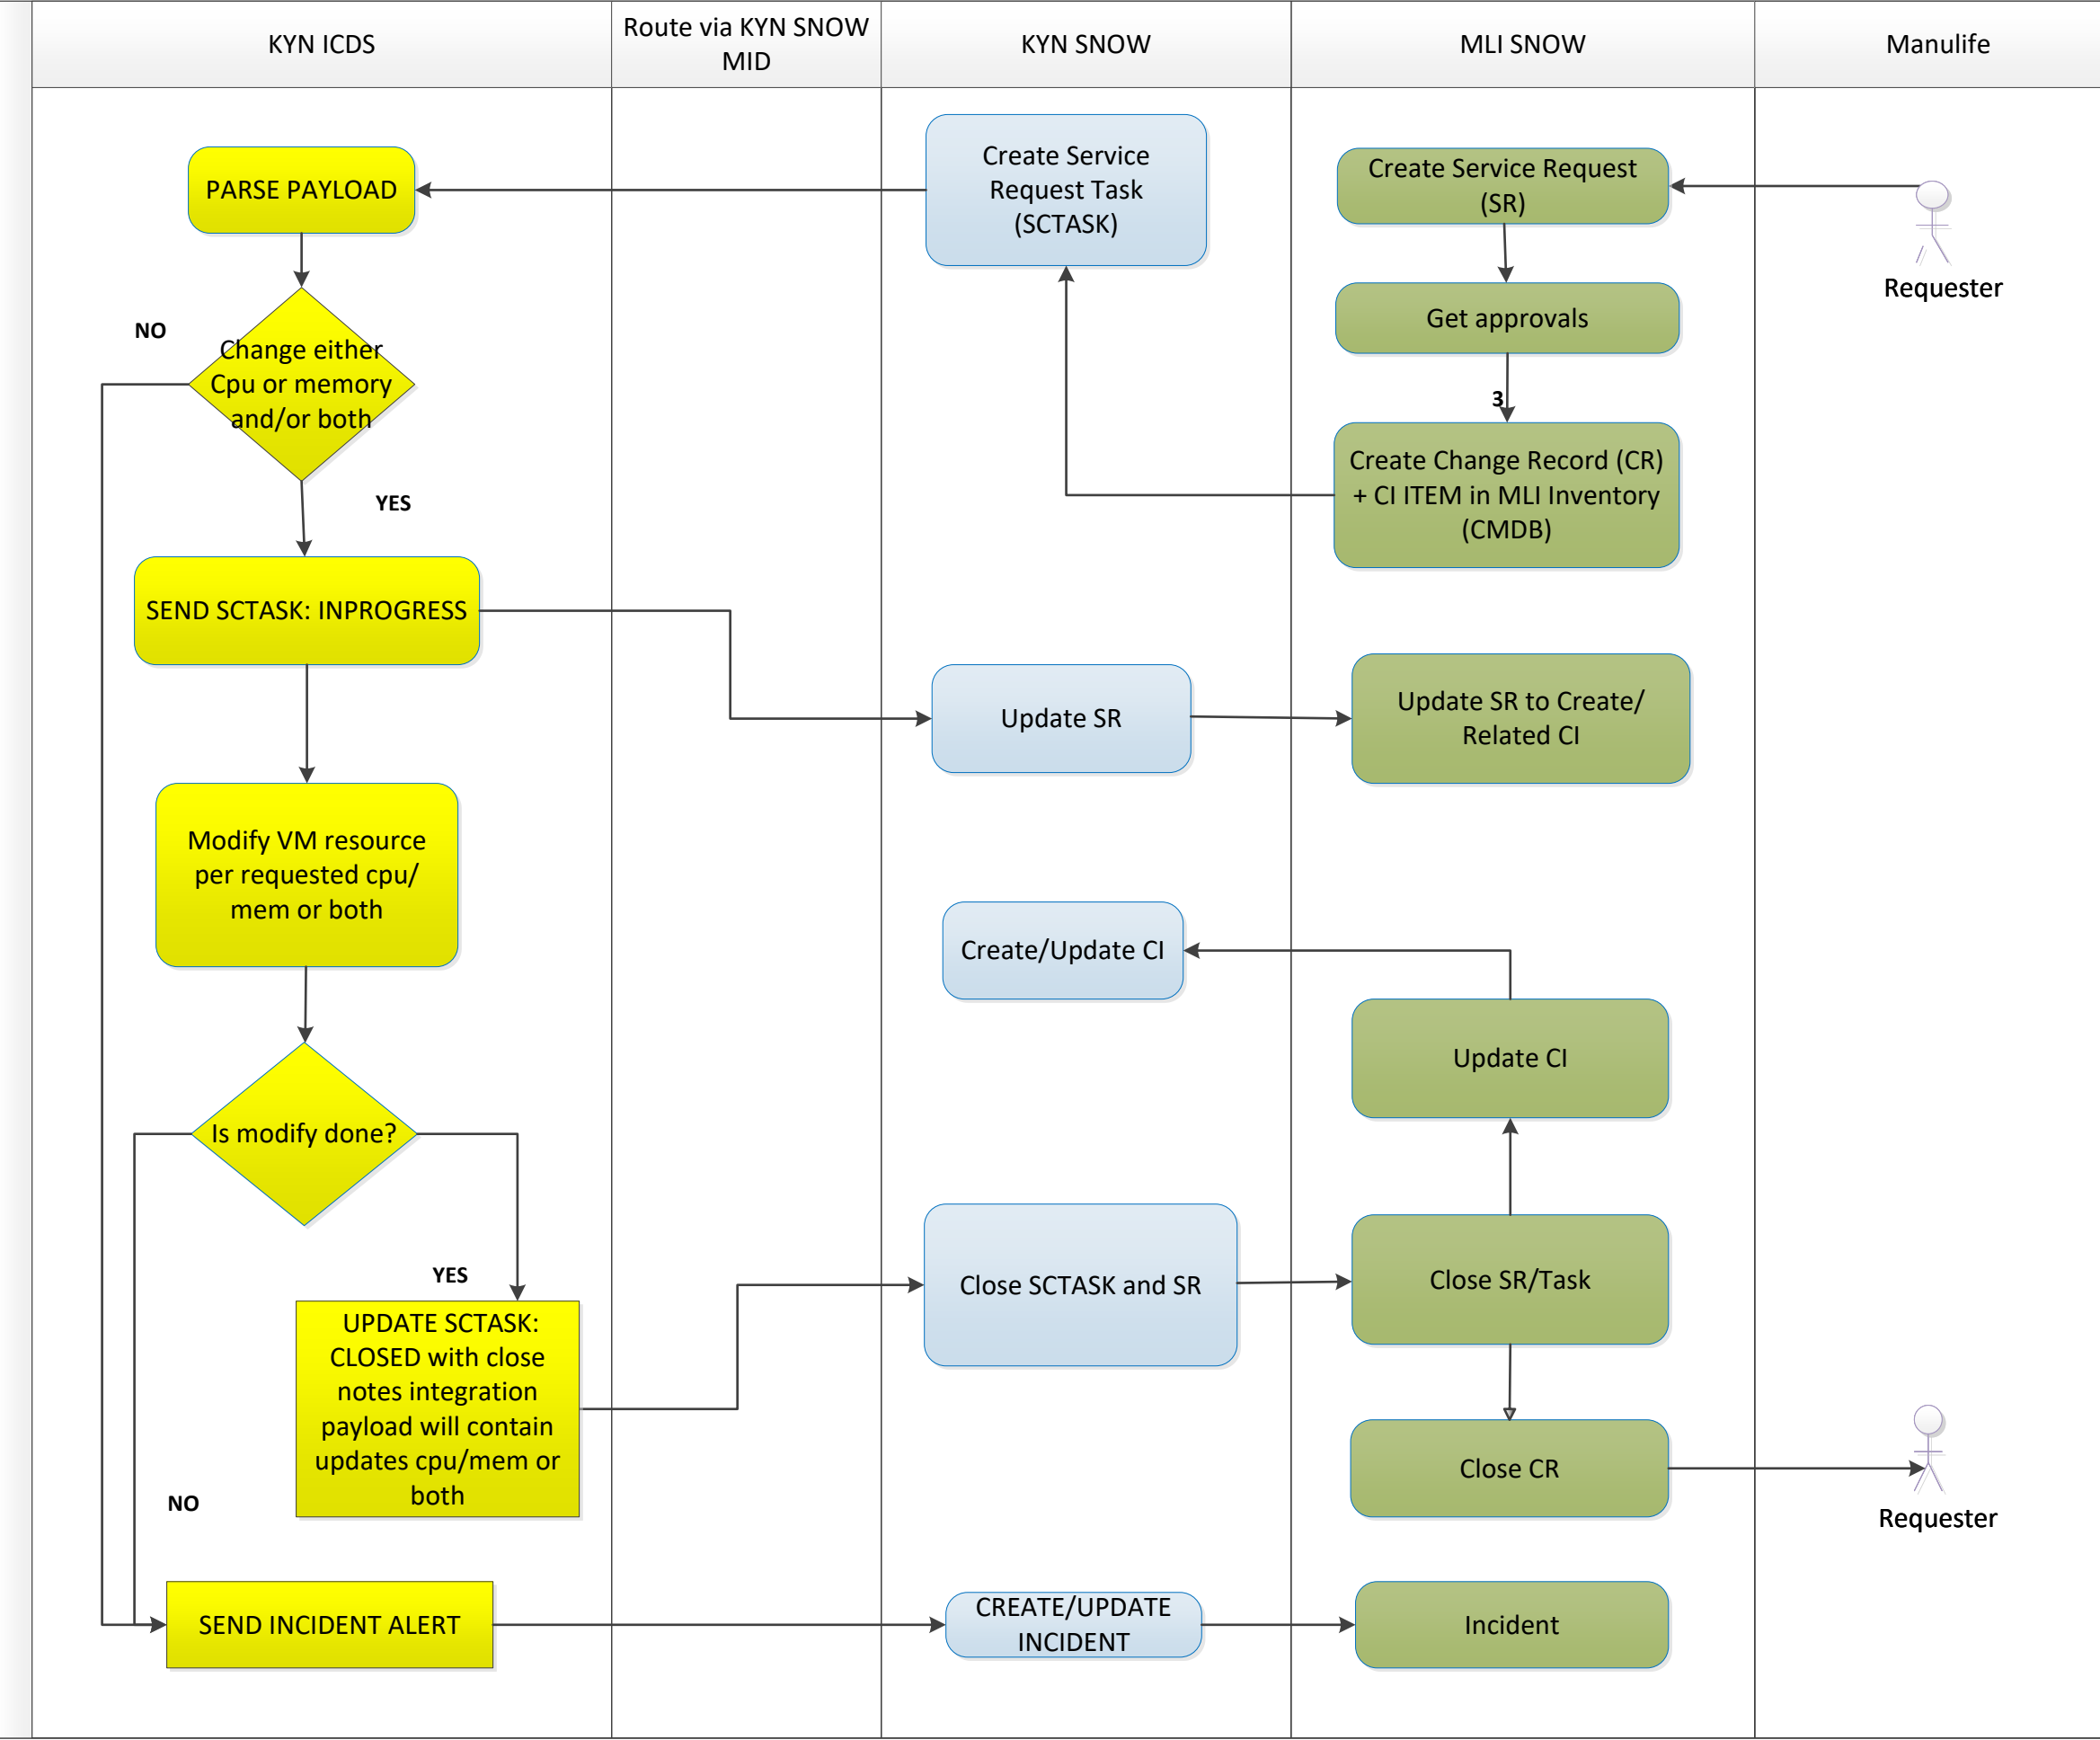 KYN ICDS
Route via KYN SNOW
MID
KYN SNOW
MLI SNOW
Manulife
PARSE PAYLOAD
Create Service
Request Task
(SCTASK)
Create Service Request
(SR)
Requester
Get approvals
NO
Change either
Cpu or memory
and/or both
3
YES
Create Change Record (CR)
+ CI ITEM in MLI Inventory
(CMDB)
SEND SCTASK: INPROGRESS
Update SR
Update SR to Create/
Related CI
Modify VM resource
per requested cpu/
mem or both
Create/Update CI
Update CI
Is modify done?
YES
Close SCTASK and SR
Close SR/Task
UPDATE SCTASK:
CLOSED with close
notes integration
payload will contain
updates cpu/mem or
both
Close CR
Requester
NO
SEND INCIDENT ALERT
CREATE/UPDATE
INCIDENT
Incident